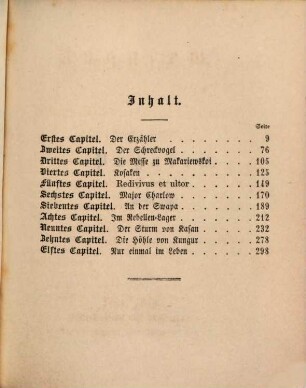 Inhalt.
Seite
Erstes Capitel. Der Erzähler . . . . . . . . 9
Zweites Capitel. Der Schreckvogel . . . . . . . 76
Drittes Capitel. Die Messe zu Makariewskoi . . . . 105
Viertes Capitel. Kosaken . . . . . . . . . 125
Fünftes Capitel. Redivivus et ultor . . . . . . 149
Sechstes Capitel. Major Charlow . . . . . . . 170
Siebentes Capitel. An der Swapa . . . . . . . 189
Achtes Capitel. Im Rebellen-Lager . . . . . . . 212
Neuntes Capitel. Der Sturm von Kasan . . . . . 232
Zehntes Capitel. Die Höhle von Kungur . . . . . 278
Elftes Capitel. Nur einmal im Leben . . . . . . 298